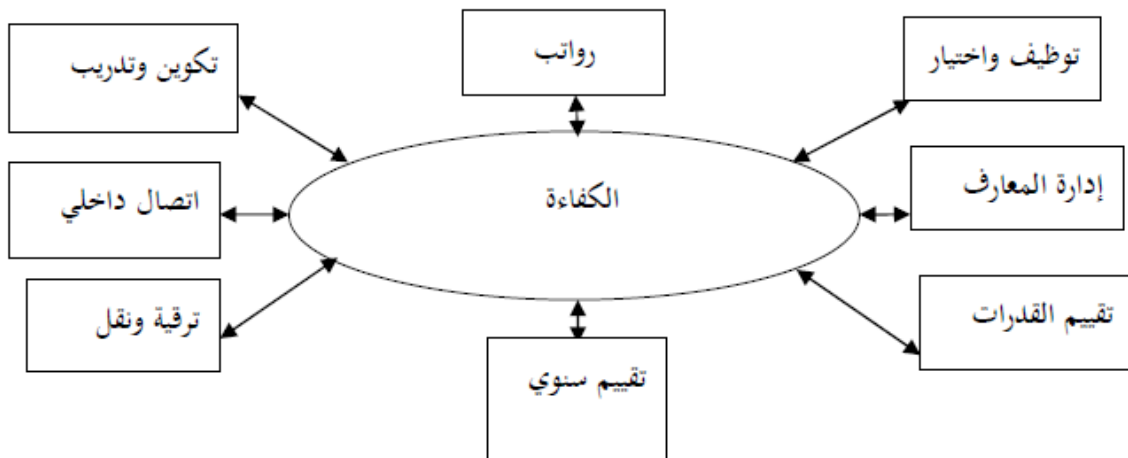 توظيف واختيار
رواتب
تكوين وتدريب
إدارة المعارف
الكفاءة
اتصال داخلي
تقييم القدرات
تقييم سنوي
ترقية ونقل